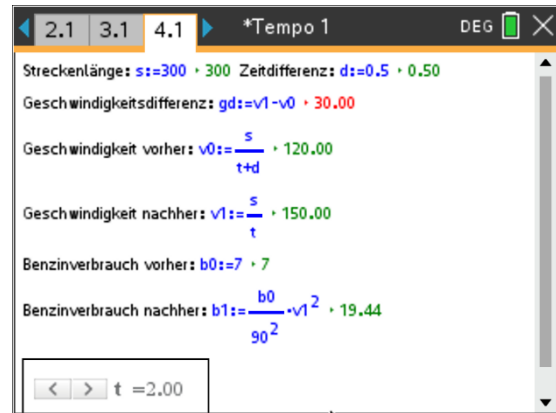 2.1 3.1 4.1 *Tempo 1 DEG
Streckenlänge: s:=300 ▸ 300 Zeitdifferenz: d:=0.5 ▸ 0.50
Geschwindigkeitsdifferenz: gd:=v1-v0 ▸ 30.00
Geschwindigkeit vorher: v0:=s/(t+d) ▸ 120.00
Geschwindigkeit nachher: v1:=s/t ▸ 150.00
Benzinverbrauch vorher: b0:=7 ▸ 7
Benzinverbrauch nachher: b1:=b0/90²·v1² ▸ 19.44
< > t =2.00